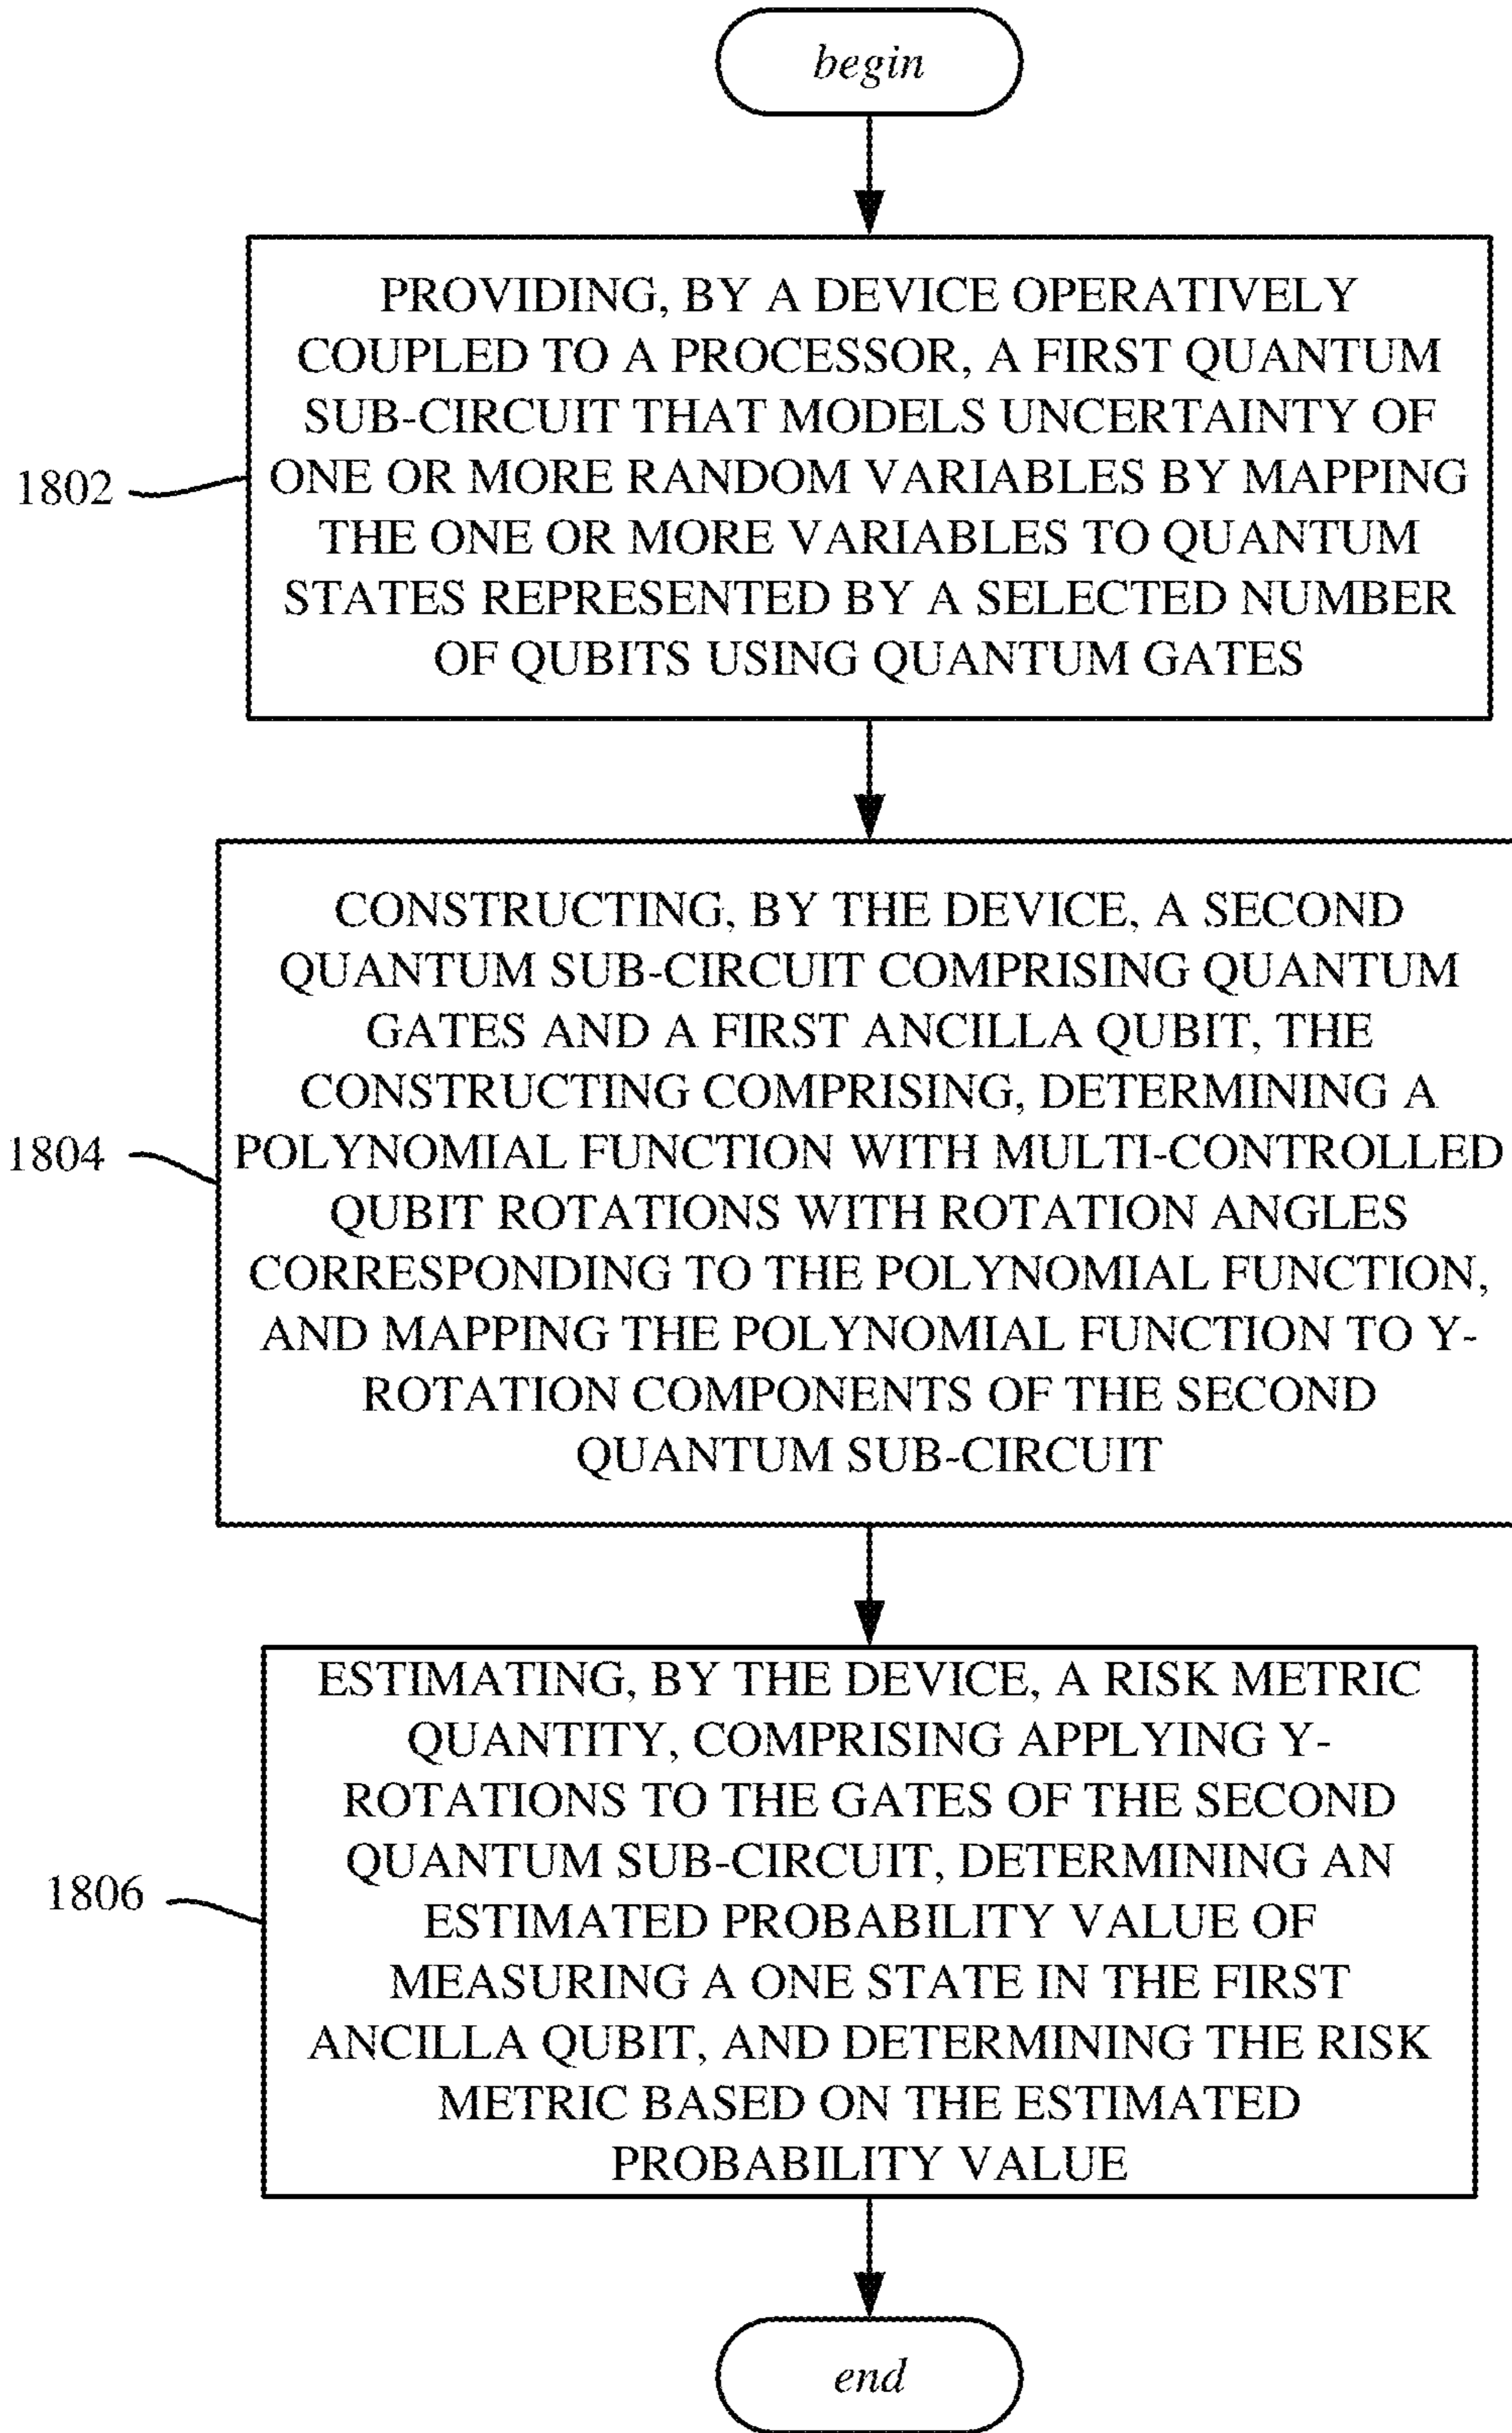 begin
PROVIDING, BY A DEVICE OPERATIVELY
COUPLED TO A PROCESSOR, A FIRST QUANTUM
SUB-CIRCUIT THAT MODELS UNCERTAINTY OF
1802
ONE OR MORE RANDOM VARIABLES BY MAPPING
THE ONE OR MORE VARIABLES TO QUANTUM
STATES REPRESENTED BY A SELECTED NUMBER
OF QUBITS USING QUANTUM GATES
CONSTRUCTING, BY THE DEVICE, A SECOND
QUANTUM SUB-CIRCUIT COMPRISING QUANTUM
GATES AND A FIRST ANCILLA QUBIT, THE
CONSTRUCTING COMPRISING, DETERMINING A
1804
POLYNOMIAL FUNCTION WITH MULTI-CONTROLLED
QUBIT ROTATIONS WITH ROTATION ANGLES
CORRESPONDING TO THE POLYNOMIAL FUNCTION,
AND MAPPING THE POLYNOMIAL FUNCTION TO Y-
ROTATION COMPONENTS OF THE SECOND
QUANTUM SUB-CIRCUIT
ESTIMATING, BY THE DEVICE, A RISK METRIC
QUANTITY, COMPRISING APPLYING Y-
ROTATIONS TO THE GATES OF THE SECOND
QUANTUM SUB-CIRCUIT, DETERMINING AN
1806
ESTIMATED PROBABILITY VALUE OF
MEASURING A ONE STATE IN THE FIRST
ANCILLA QUBIT, AND DETERMINING THE RISK
METRIC BASED ON THE ESTIMATED
PROBABILITY VALUE
end